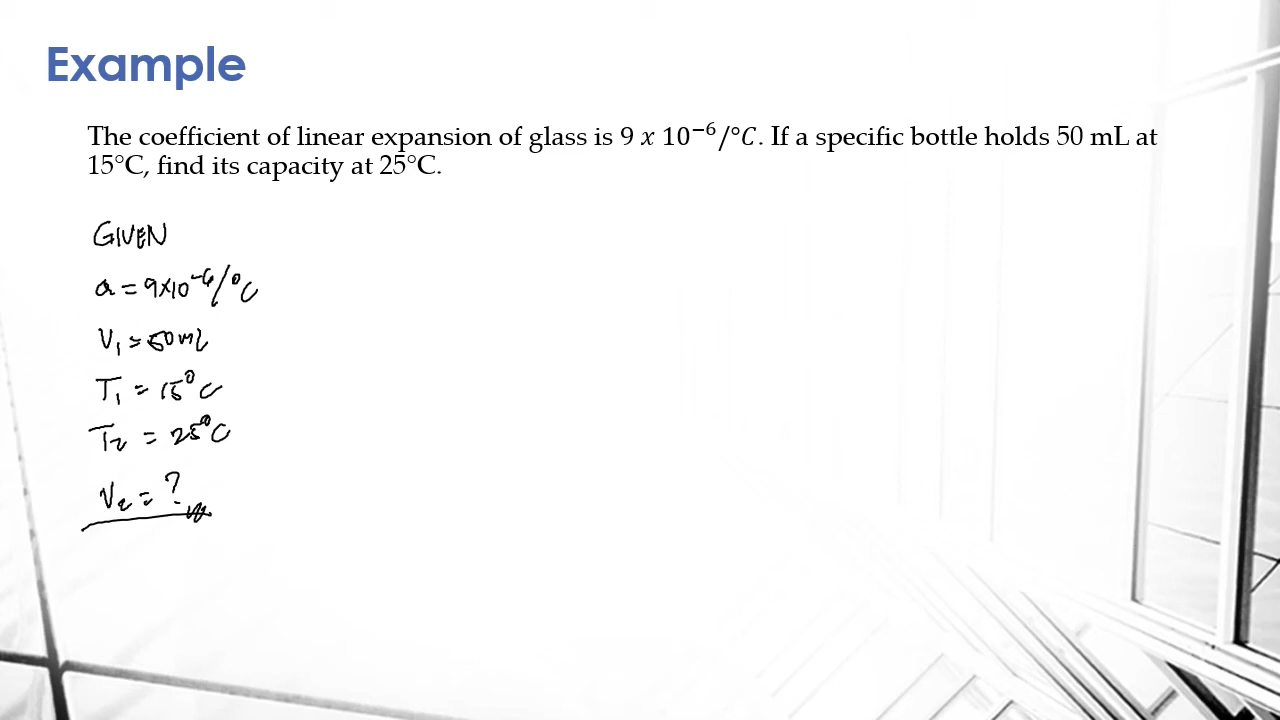 Example
The coefficient of linear expansion of glass is 9 x 10⁻⁶/°C. If a specific bottle holds 50 mL at
15°C, find its capacity at 25°C.
GIVEN
α = 9x10⁻⁶/°C
V₁ = 50ml
T₁ = 15°C
T₂ = 25°C
V₂ = ?